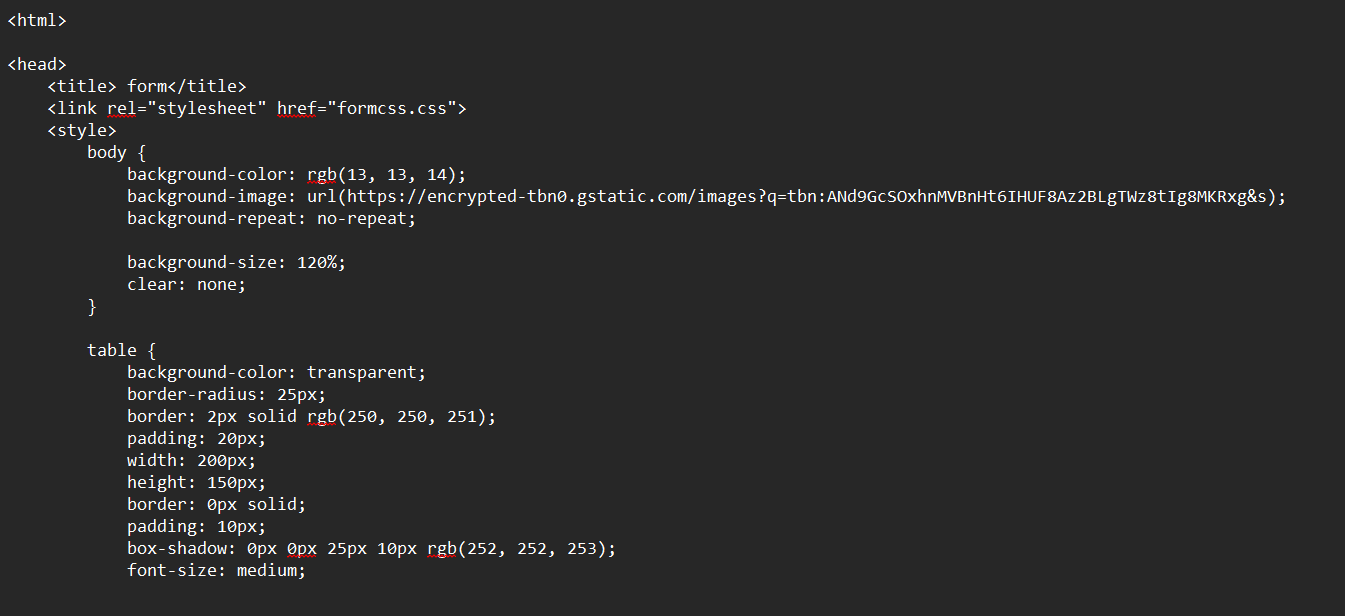 <html>
<head>
<title> form</title>
<link rel="stylesheet" href="formcss.css">
<style>
body {
background-color: rgb(13, 13, 14);
background-image: url(https://encrypted-tbn0.gstatic.com/images?q=tbn:ANd9GcSOxhnMVBnHt6IHUF8Az2BLgTWz8tIg8MKRxg&s);
background-repeat: no-repeat;
background-size: 120%;
clear: none;
}
table {
background-color: transparent;
border-radius: 25px;
border: 2px solid rgb(250, 250, 251);
padding: 20px;
width: 200px;
height: 150px;
border: 0px solid;
padding: 10px;
box-shadow: 0px 0px 25px 10px rgb(252, 252, 253);
font-size: medium;